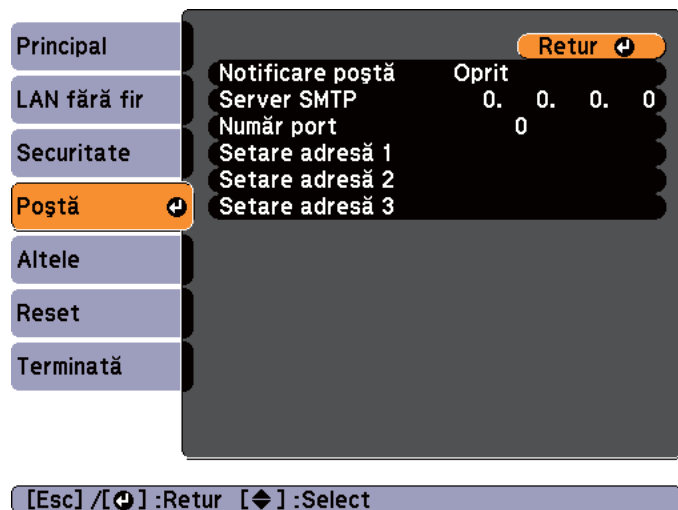 Principal
LAN fără fir
Securitate
Poştă
Altele
Reset
Terminată
Retur
Notificare poştă Oprit
Server SMTP 0. 0. 0. 0
Număr port 0
Setare adresă 1
Setare adresă 2
Setare adresă 3
[Esc] /[ ] :Retur [ ] :Select